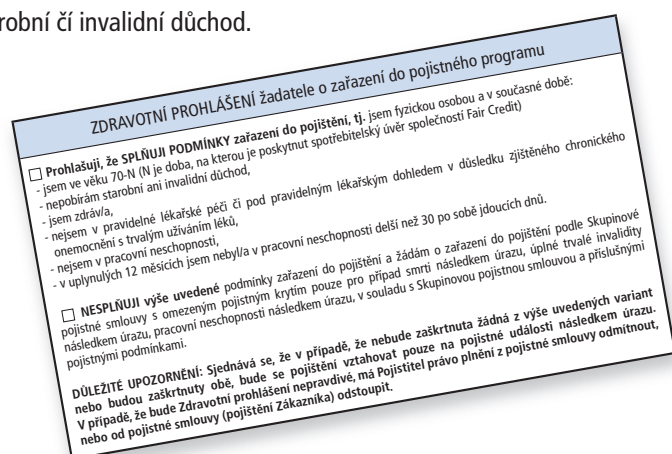 robní čí invalidní důchod.
ZDRAVOTNÍ PROHLÁŠENÍ žadatele o zařazení do pojistného programu
Prohlašuji, že SPLŇUJI PODMÍNKY zařazení do pojištění, tj. jsem fyzickou osobou a v současné době:
- jsem ve věku 70-N (N je doba, na kterou je poskytnut spotřebitelský úvěr společností Fair Credit)
- nepobírám starobní ani invalidní důchod,
- jsem zdráv/a,
- nejsem v pravidelné lékařské péči či pod pravidelným lékařským dohledem v důsledku zjištěného chronického
onemocnění s trvalým užíváním léků,
- nejsem v pracovní neschopnosti,
- v uplynulých 12 měsících jsem nebyl/a v pracovní neschopnosti delší než 30 po sobě jdoucích dnů.
NESPLŇUJI výše uvedené podmínky zařazení do pojištění a žádám o zařazení do pojištění podle Skupinové
pojistné smlouvy s omezeným pojistným krytím pouze pro případ smrti následkem úrazu, úplné trvalé invalidity
následkem úrazu, pracovní neschopnosti následkem úrazu, v souladu s Skupinovou pojistnou smlouvou a příslušnými
pojistnými podmínkami.
DŮLEŽITÉ UPOZORNĚNÍ: Sjednává se, že v případě, že nebude zaškrtnuta žádná z výše uvedených variant
nebo budou zaškrtnuty obě, bude se pojištění vztahovat pouze na pojistné události následkem úrazu.
V případě, že bude Zdravotní prohlášení nepravdivé, má Pojistitel právo plnění z pojistné smlouvy odmítnout,
nebo od pojistné smlouvy (pojištění Zákazníka) odstoupit.